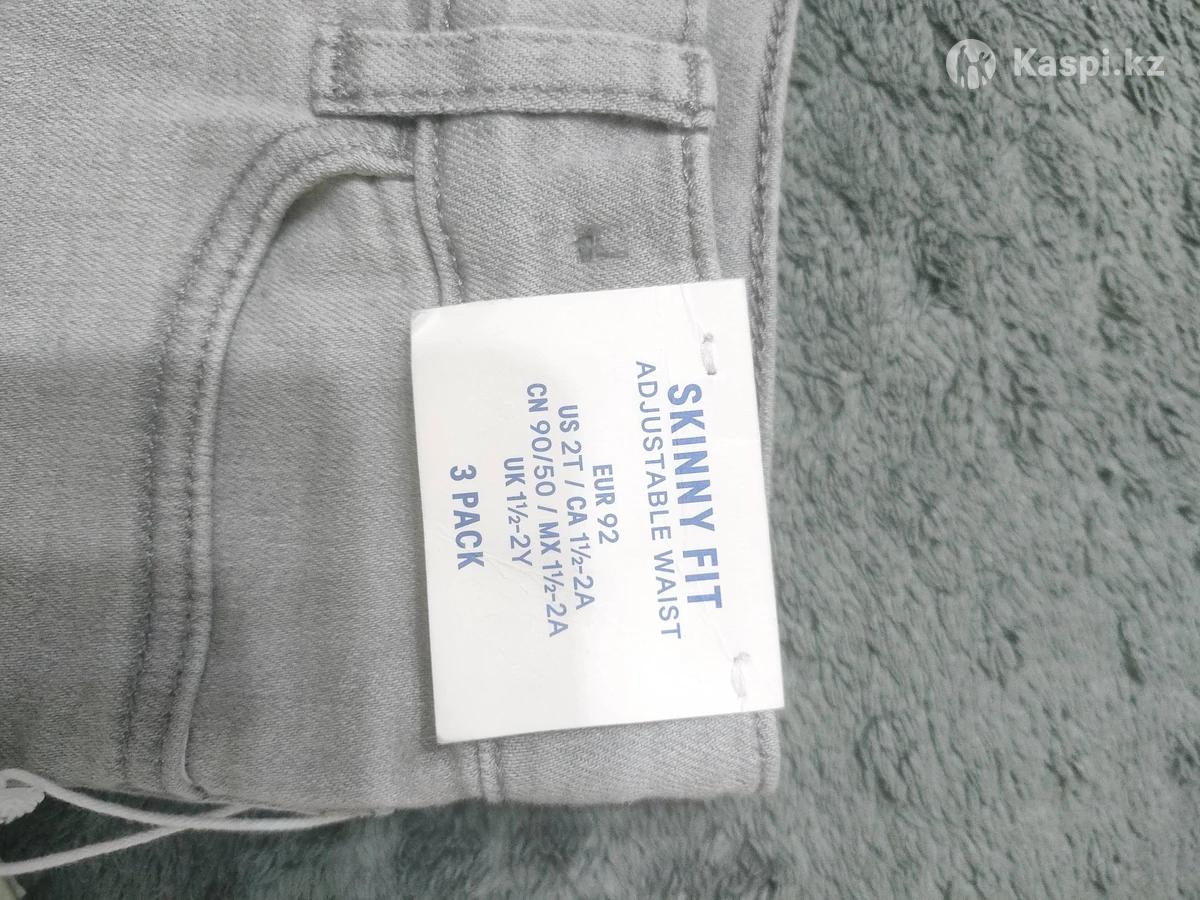 Kaspi.kz
SKINNY FIT
ADJUSTABLE WAIST
EUR 92
US 2T / CA 1½-2A
CN 90/50 / MX 1½-2A
UK 1½-2Y
3 PACK